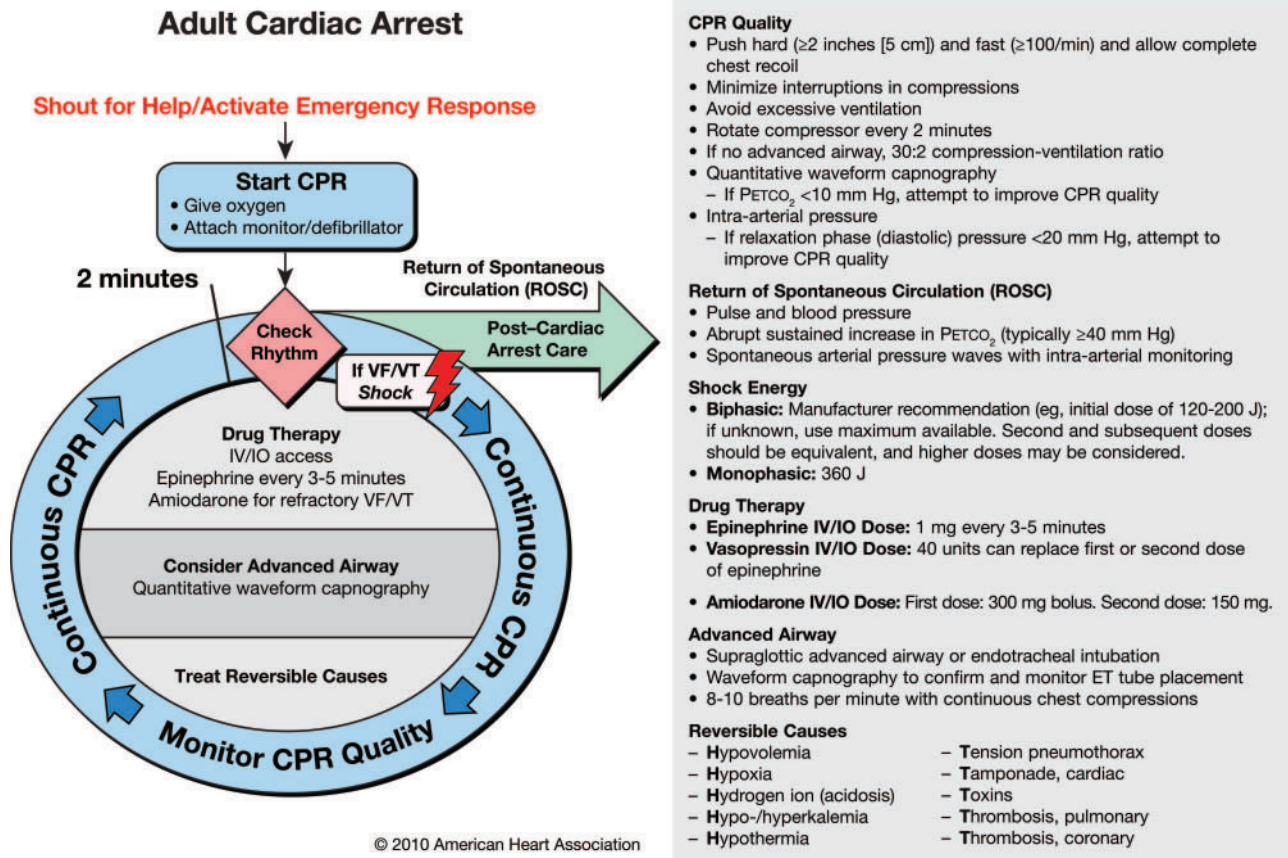 Adult Cardiac Arrest
Shout for Help/Activate Emergency Response
Start CPR
• Give oxygen
• Attach monitor/defibrillator
2 minutes
Return of Spontaneous
Circulation (ROSC)
Check
Rhythm
Post–Cardiac
Arrest Care
If VF/VT
Shock
Drug Therapy
IV/IO access
Epinephrine every 3-5 minutes
Amiodarone for refractory VF/VT
Consider Advanced Airway
Quantitative waveform capnography
Treat Reversible Causes
Continuous CPR
Continuous CPR
Monitor CPR Quality
© 2010 American Heart Association
CPR Quality
• Push hard (≥2 inches [5 cm]) and fast (≥100/min) and allow complete
chest recoil
• Minimize interruptions in compressions
• Avoid excessive ventilation
• Rotate compressor every 2 minutes
• If no advanced airway, 30:2 compression-ventilation ratio
• Quantitative waveform capnography
– If PETCO₂ <10 mm Hg, attempt to improve CPR quality
• Intra-arterial pressure
– If relaxation phase (diastolic) pressure <20 mm Hg, attempt to
improve CPR quality
Return of Spontaneous Circulation (ROSC)
• Pulse and blood pressure
• Abrupt sustained increase in PETCO₂ (typically ≥40 mm Hg)
• Spontaneous arterial pressure waves with intra-arterial monitoring
Shock Energy
• Biphasic: Manufacturer recommendation (eg, initial dose of 120-200 J);
if unknown, use maximum available. Second and subsequent doses
should be equivalent, and higher doses may be considered.
• Monophasic: 360 J
Drug Therapy
• Epinephrine IV/IO Dose: 1 mg every 3-5 minutes
• Vasopressin IV/IO Dose: 40 units can replace first or second dose
of epinephrine
• Amiodarone IV/IO Dose: First dose: 300 mg bolus. Second dose: 150 mg.
Advanced Airway
• Supraglottic advanced airway or endotracheal intubation
• Waveform capnography to confirm and monitor ET tube placement
• 8-10 breaths per minute with continuous chest compressions
Reversible Causes
– Hypovolemia
– Hypoxia
– Hydrogen ion (acidosis)
– Hypo-/hyperkalemia
– Hypothermia
– Tension pneumothorax
– Tamponade, cardiac
– Toxins
– Thrombosis, pulmonary
– Thrombosis, coronary